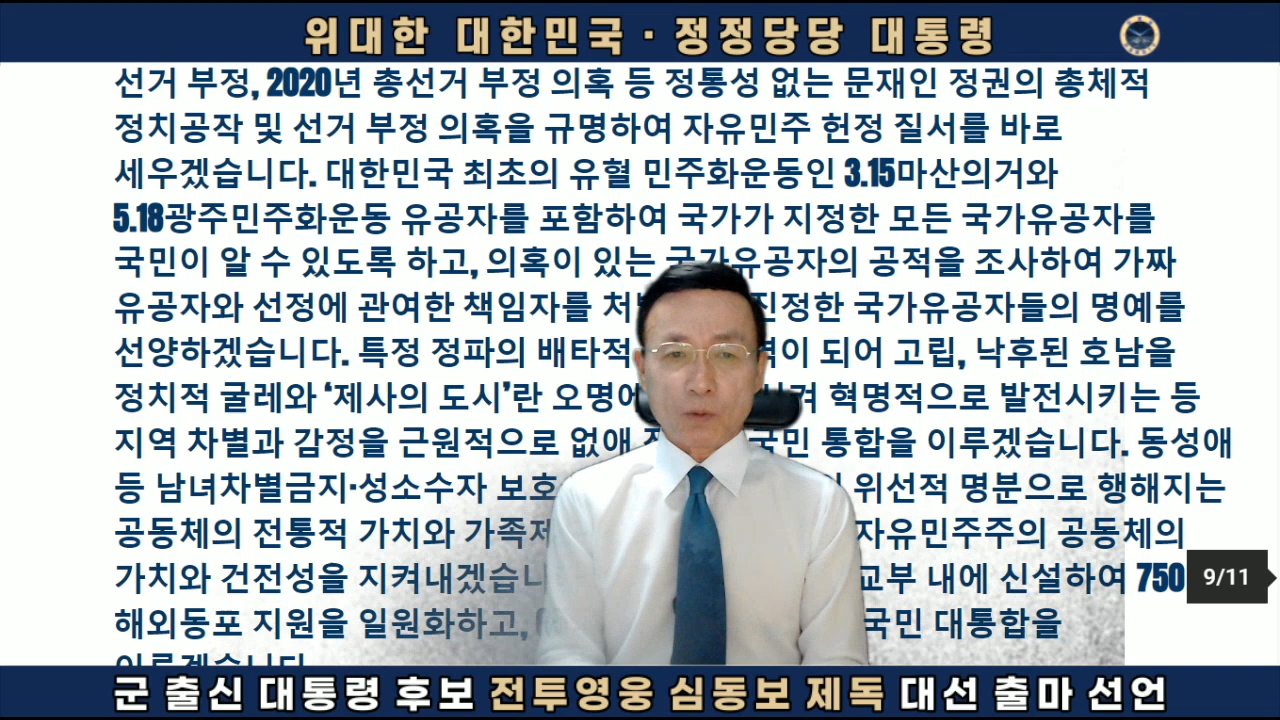 위대한 대한민국·정정당당 대통령
선거 부정, 2020년 총선거 부정 의혹 등 정통성 없는 문재인 정권의 총체적
정치공작 및 선거 부정 의혹을 규명하여 자유민주 헌정 질서를 바로
세우겠습니다. 대한민국 최초의 유혈 민주화운동인 3.15마산의거와
5.18광주민주화운동 유공자를 포함하여 국가가 지정한 모든 국가유공자를
국민이 알 수 있도록 하고, 의혹이 있는 국가유공자의 공적을 조사하여 가짜
유공자와 선정에 관여한 책임자를 진정한 국가유공자들의 명예를
선양하겠습니다. 특정 정파의 배타적 되어 고립, 낙후된 호남을
정치적 굴레와 ‘제사의 도시’란 혁명적으로 발전시키는 등
지역 차별과 감정을 근원적으로 없애 국민 통합을 이루겠습니다. 동성애
등 남녀차별금지·성소수자 위선적 명분으로 행해지는
공동체의 전통적 가치와 자유민주주의 공동체의
가치와 건전성을 내에 신설하여 750
해외동포 지원을 일원화하고, 국민 대통합을
이루겠습니다
9/11
군 출신 대통령 후보 전투영웅 심동보 제독 대선 출마 선언